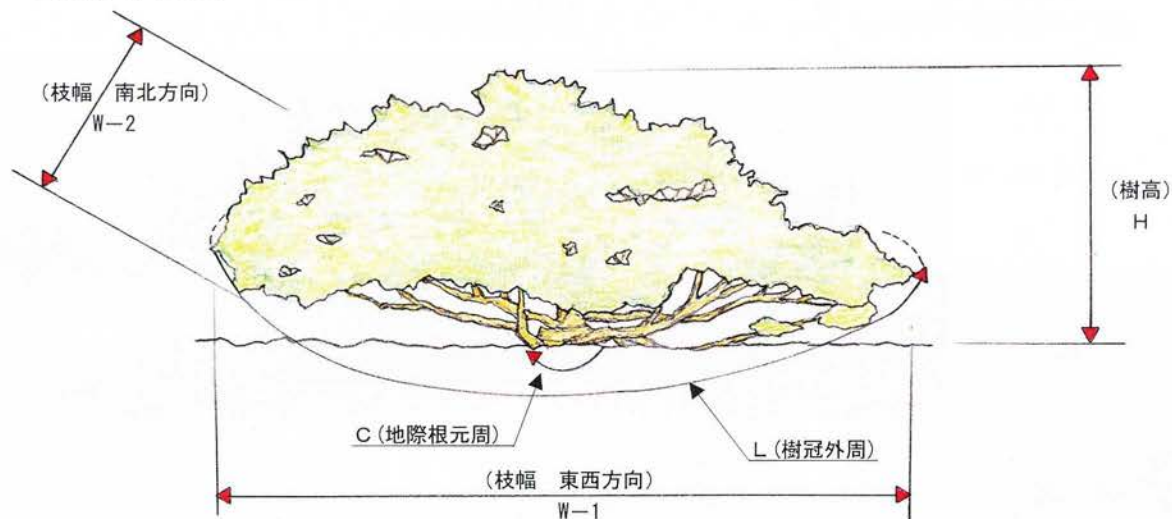 (枝幅 南北方向)
W-2
(樹高)
H
C(地際根元周)
L(樹冠外周)
(枝幅 東西方向)
W-1